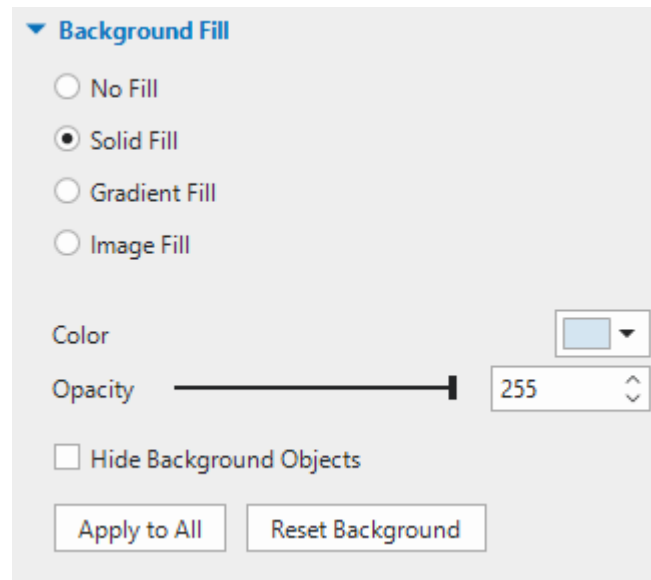 Background Fill
No Fill
Solid Fill
Gradient Fill
Image Fill
Color
Opacity 255
Hide Background Objects
Apply to All Reset Background